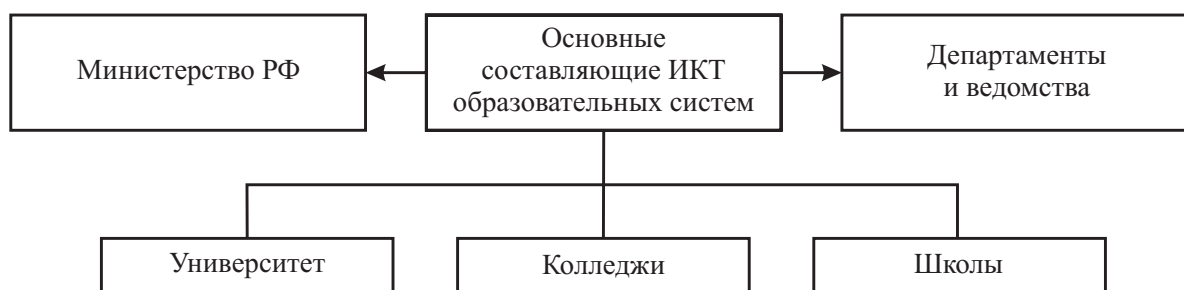 Министерство РФ
Основные
составляющие ИКТ
образовательных систем
Департаменты
и ведомства
Университет
Колледжи
Школы